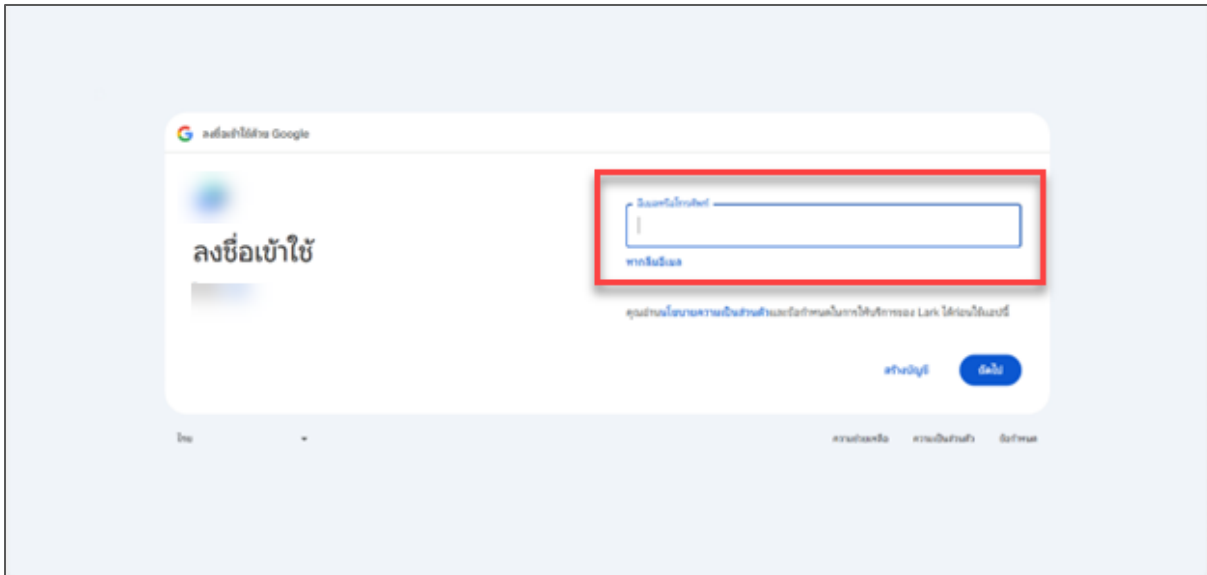 ลงชื่อเข้าใช้ด้วย Google
ลงชื่อเข้าใช้
อีเมลหรือโทรศัพท์
หากลืมอีเมล
คุณอ่านนโยบายความเป็นส่วนตัวและข้อกำหนดในการให้บริการของ Lark ได้ก่อนใช้แอปนี้
สร้างบัญชี
ถัดไป
ไทย
ความช่วยเหลือ
ความเป็นส่วนตัว
ข้อกำหนด